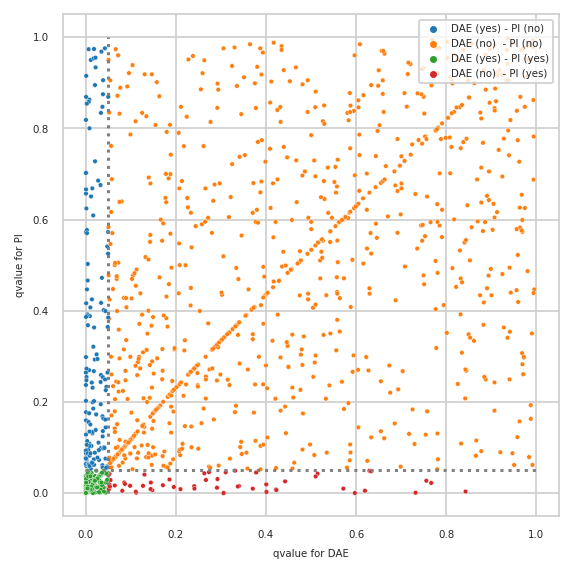 DAE (yes) - PI (no)
DAE (no) - PI (no)
DAE (yes) - PI (yes)
DAE (no) - PI (yes)
1.0
0.8
0.6
0.4
0.2
0.0
qvalue for PI
0.0 0.2 0.4 0.6 0.8 1.0
qvalue for DAE